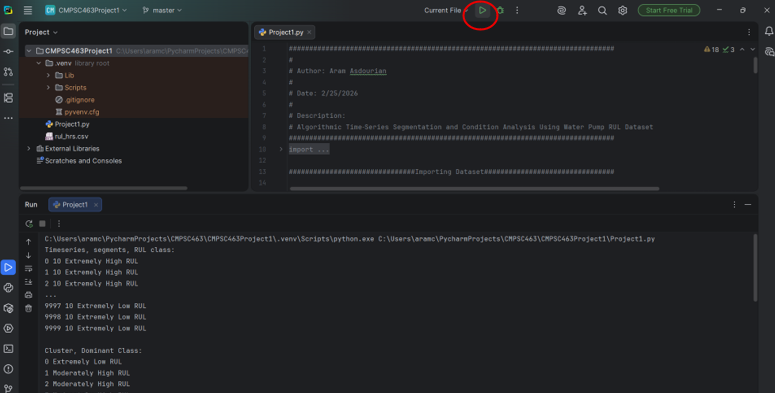 CM CMPSC463Project1 master Current File Start Free Trial
Project
CMPSC463Project1 C:\Users\aramc\PycharmProjects\CMPSC4
.venv library root
Lib
Scripts
.gitignore
pyvenv.cfg
Project1.py
rul_hrs.csv
External Libraries
Scratches and Consoles
Project1.py
18 3
1 ################################################################################
2 #
3 # Author: Aram Asdourian
4 #
5 # Date: 2/25/2026
6 #
7 # Description:
8 # Algorithmic Time-Series Segmentation and Condition Analysis Using Water Pump RUL Dataset
9 ################################################################################
10 import ...
12
13 ###############################Importing Dataset################################
14
Run Project1
C:\Users\aramc\PycharmProjects\CMPSC463\CMPSC463Project1\.venv\Scripts\python.exe C:\Users\aramc\PycharmProjects\CMPSC463\CMPSC463Project1\Project1.py
Timeseries, segments, RUL class:
0 10 Extremely High RUL
1 10 Extremely High RUL
2 10 Extremely High RUL
...
9997 10 Extremely Low RUL
9998 10 Extremely Low RUL
9999 10 Extremely Low RUL
Cluster, Dominant Class:
0 Extremely Low RUL
1 Moderately High RUL
2 Moderately High RUL